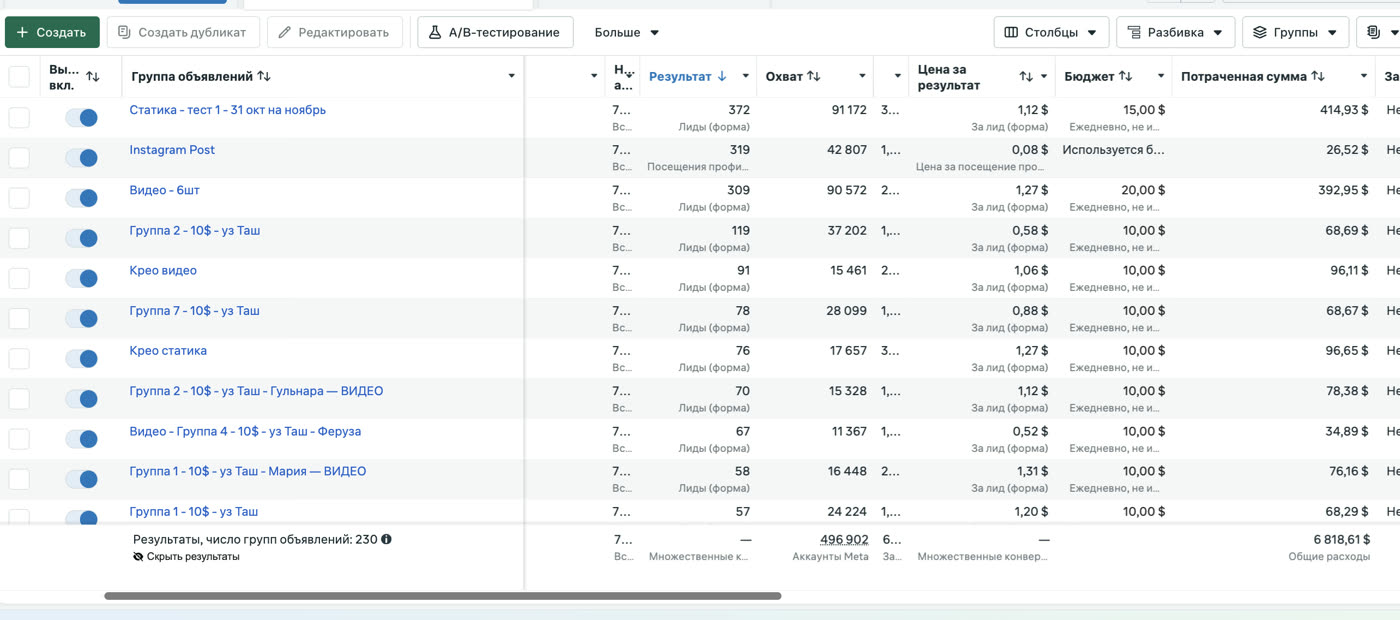 Создать
Создать дубликат
Редактировать
А/В-тестирование
Больше
Столбцы
Разбивка
Группы
Вы... вкл.
Группа объявлений
Н... а...
Результат
Охват
Цена за результат
Бюджет
Потраченная сумма
За
Статика - тест 1 - 31 окт на ноябрь 7... 372 91 172 3... 1,12 $ 15,00 $ 414,93 $ Не
Вс... Лиды (форма) За лид (форма) Ежедневно, не и...
Instagram Post 7... 319 42 807 1,... 0,08 $ Используется б... 26,52 $ Не
Вс... Посещения профи... Цена за посещение про...
Видео - 6шт 7... 309 90 572 2... 1,27 $ 20,00 $ 392,95 $ Не
Вс... Лиды (форма) За лид (форма) Ежедневно, не и...
Группа 2 - 10$ - уз Таш 7... 119 37 202 1,... 0,58 $ 10,00 $ 68,69 $ Не
Вс... Лиды (форма) За лид (форма) Ежедневно, не и...
Крео видео 7... 91 15 461 2... 1,06 $ 10,00 $ 96,11 $ Не
Вс... Лиды (форма) За лид (форма) Ежедневно, не и...
Группа 7 - 10$ - уз Таш 7... 78 28 099 1,... 0,88 $ 10,00 $ 68,67 $ Не
Вс... Лиды (форма) За лид (форма) Ежедневно, не и...
Крео статика 7... 76 17 657 3... 1,27 $ 10,00 $ 96,65 $ Не
Вс... Лиды (форма) За лид (форма) Ежедневно, не и...
Группа 2 - 10$ - уз Таш - Гульнара — ВИДЕО 7... 70 15 328 1,... 1,12 $ 10,00 $ 78,38 $ Не
Вс... Лиды (форма) За лид (форма) Ежедневно, не и...
Видео - Группа 4 - 10$ - уз Таш - Феруза 7... 67 11 367 1,... 0,52 $ 10,00 $ 34,89 $ Не
Вс... Лиды (форма) За лид (форма) Ежедневно, не и...
Группа 1 - 10$ - уз Таш - Мария — ВИДЕО 7... 58 16 448 2... 1,31 $ 10,00 $ 76,16 $ Не
Вс... Лиды (форма) За лид (форма) Ежедневно, не и...
Группа 1 - 10$ - уз Таш 7... 57 24 224 1,... 1,20 $ 10,00 $ 68,29 $ Не
Результаты, число групп объявлений: 230 7... — 496 902 6... — 6 818,61 $
Скрыть результаты Вс... Множественные к... Аккаунты Meta За... Множественные конвер... Общие расходы